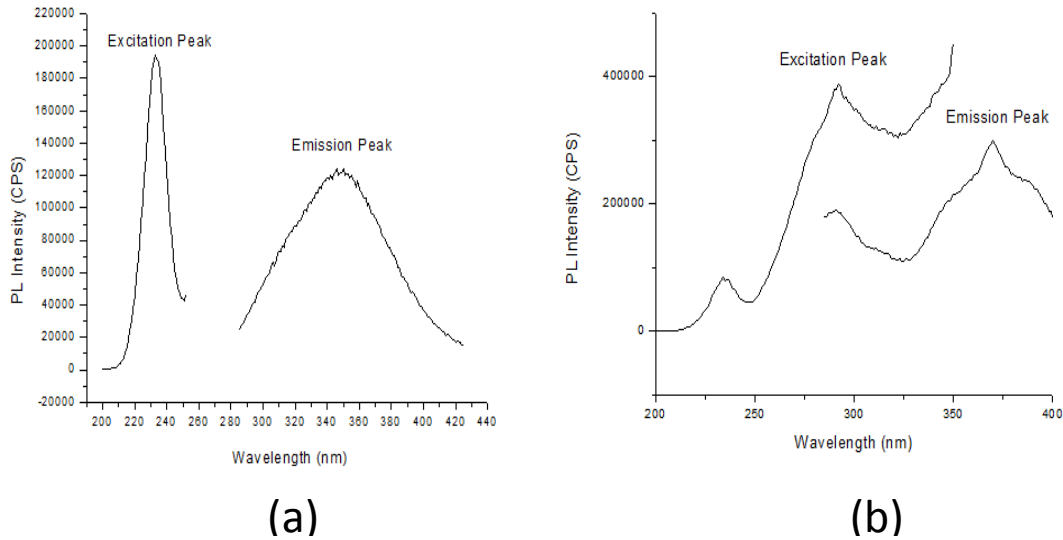 220000
200000
180000
160000
140000
120000
100000
80000
60000
40000
20000
0
-20000
PL Intensity (CPS)
Excitation Peak
Emission Peak
200 220 240 260 280 300 320 340 360 380 400 420 440
Wavelength (nm)
(a)
400000
200000
0
PL Intensity (CPS)
Excitation Peak
Emission Peak
200 250 300 350 400
Wavelength (nm)
(b)